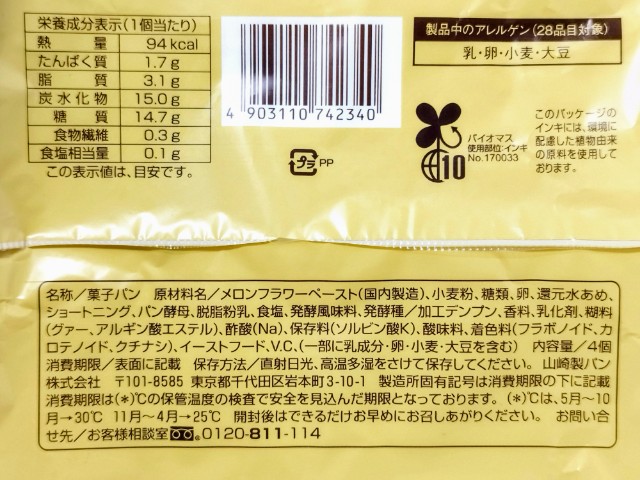 栄養成分表示(1個当たり)
熱量 94kcal
たんぱく質 1.7g
脂質 3.1g
炭水化物 15.0g
糖質 14.7g
食物繊維 0.3g
食塩相当量 0.1g
この表示値は、目安です。
4 903110 742340
プラ PP
製品中のアレルゲン(28品目対象)
乳・卵・小麦・大豆
バイオマス
使用部位:インキ
No.170033
10
このパッケージの
インキには、環境に
配慮した植物由来
の原料を使用して
おります。
名称/菓子パン 原材料名/メロンフラワーペースト(国内製造)、小麦粉、糖類、卵、還元水あめ、
ショートニング、パン酵母、脱脂粉乳、食塩、発酵風味料、発酵種/加工デンプン、香料、乳化剤、糊料
(グァー、アルギン酸エステル)、酢酸(Na)、保存料(ソルビン酸K)、酸味料、着色料(フラボノイド、カ
ロテノイド、クチナシ)、イーストフード、V.C、(一部に乳成分・卵・小麦・大豆を含む) 内容量/4個
消費期限/表面に記載 保存方法/直射日光、高温多湿をさけて保存してください。 山崎製パン
株式会社 〒101-8585 東京都千代田区岩本町3-10-1 製造所固有記号は消費期限の下に記載
消費期限は(*)℃の保管温度の検査で安全を見込んだ期限となっております。(*)℃は、5月〜10
月→30℃ 11月〜4月→25℃ 開封後はできるだけお早めにお召しあがりください。 お問い合
せ先/お客様相談室 0120-811-114